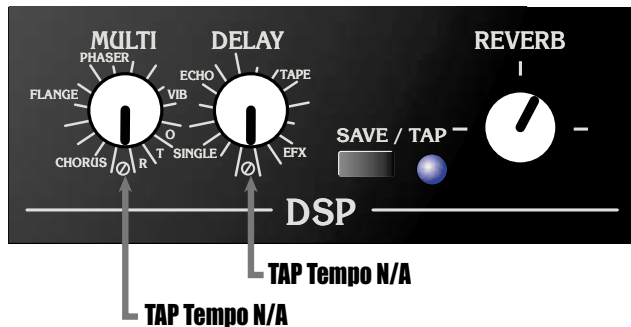 MULTI DELAY REVERB
PHASER
ECHO TAPE
FLANGE VIB
O
SAVE / TAP
T SINGLE EFX
CHORUS R
DSP
TAP Tempo N/A
TAP Tempo N/A